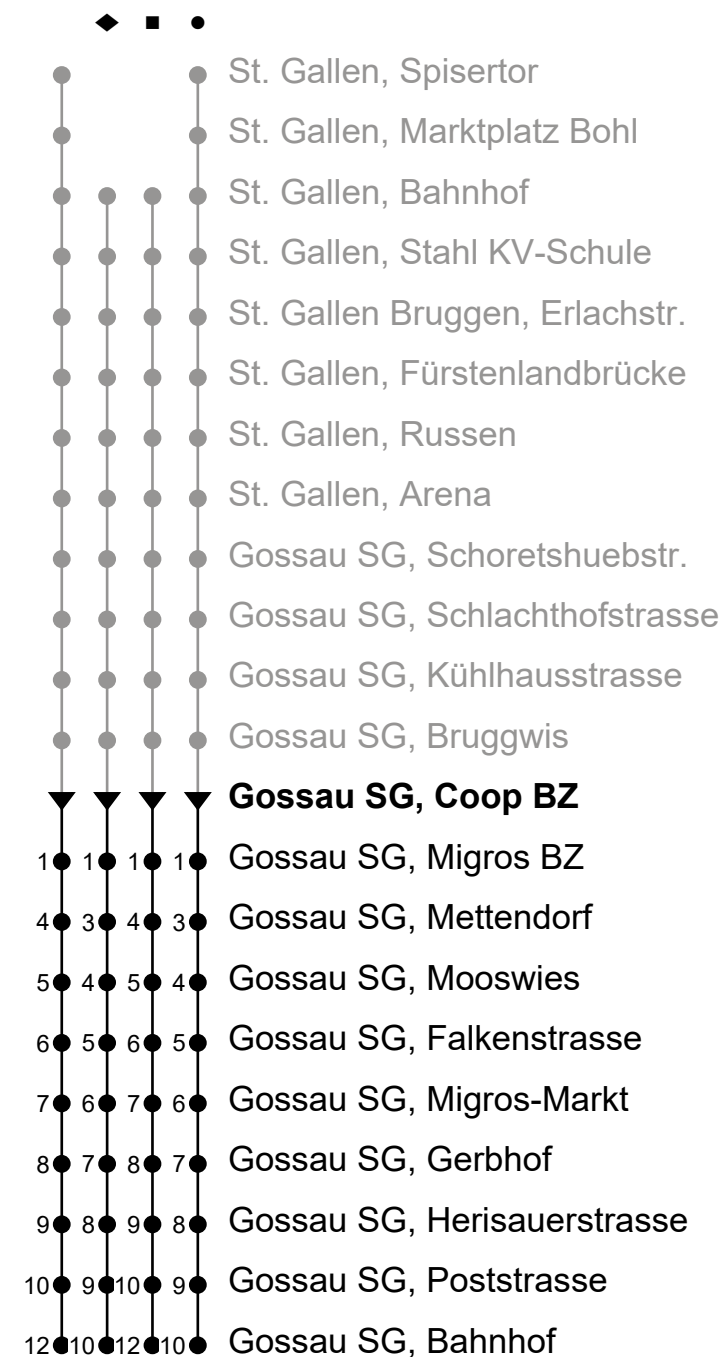 St. Gallen, Spisertor
St. Gallen, Marktplatz Bohl
St. Gallen, Bahnhof
St. Gallen, Stahl KV-Schule
St. Gallen Bruggen, Erlachstr.
St. Gallen, Fürstenlandbrücke
St. Gallen, Russen
St. Gallen, Arena
Gossau SG, Schoretshuebstr.
Gossau SG, Schlachthofstrasse
Gossau SG, Kühlhausstrasse
Gossau SG, Bruggwis
Gossau SG, Coop BZ
1 1 1 1 Gossau SG, Migros BZ
4 3 4 3 Gossau SG, Mettendorf
5 4 5 4 Gossau SG, Mooswies
6 5 6 5 Gossau SG, Falkenstrasse
7 6 7 6 Gossau SG, Migros-Markt
8 7 8 7 Gossau SG, Gerbhof
9 8 9 8 Gossau SG, Herisauerstrasse
10 9 10 9 Gossau SG, Poststrasse
12 10 12 10 Gossau SG, Bahnhof